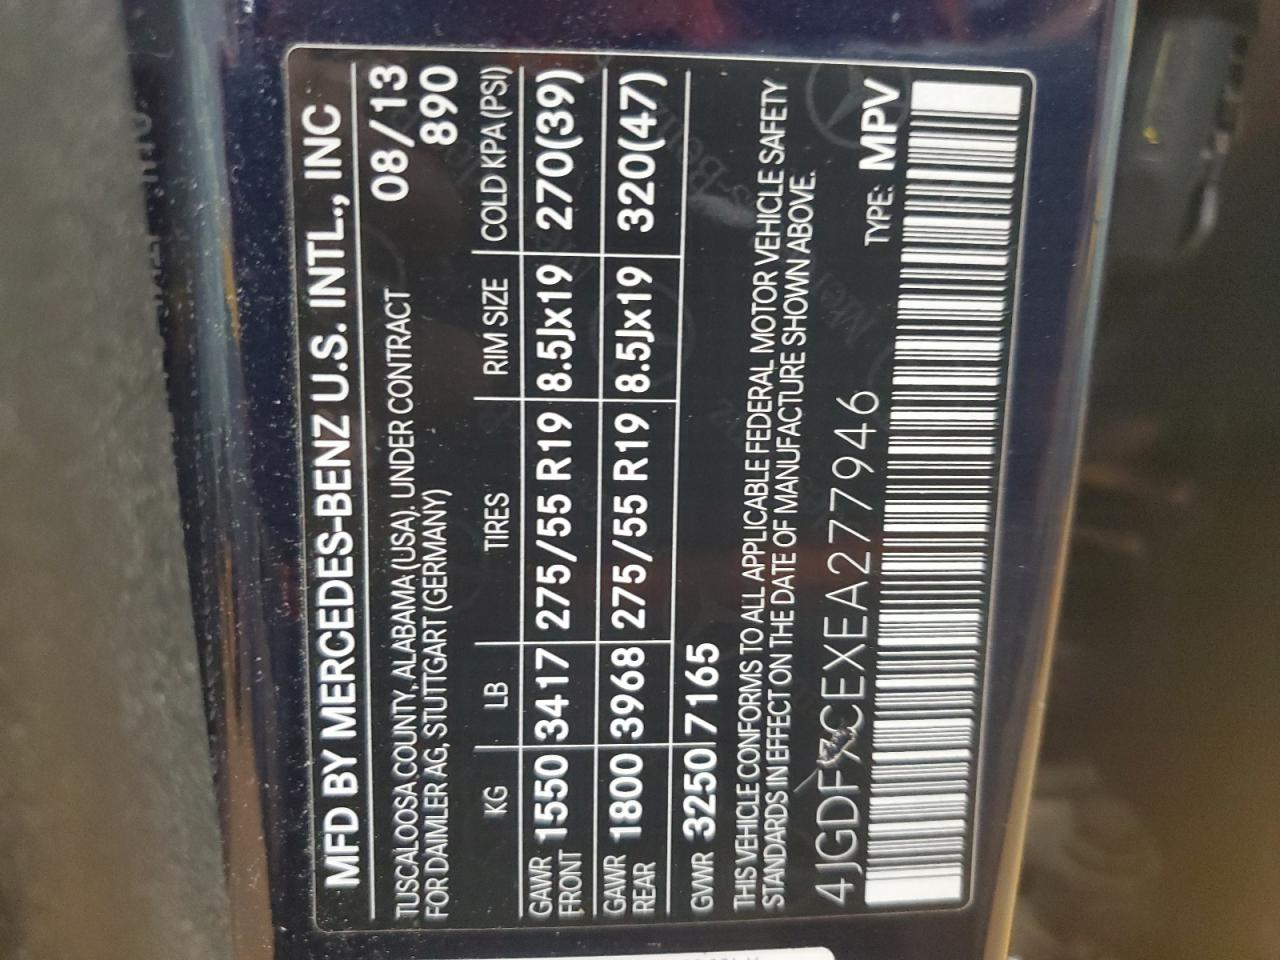 MFD BY MERCEDES-BENZ U.S. INTL., INC
TUSCALOOSA COUNTY, ALABAMA (USA), UNDER CONTRACT 08/13
FOR DAIMLER AG, STUTTGART (GERMANY) 890
KG LB TIRES RIM SIZE COLD KPA (PSI)
GAWR FRONT 1550 3417 275/55 R19 8.5Jx19 270(39)
GAWR REAR 1800 3968 275/55 R19 8.5Jx19 320(47)
GVWR 3250 7165
THIS VEHICLE CONFORMS TO ALL APPLICABLE FEDERAL MOTOR VEHICLE SAFETY
STANDARDS IN EFFECT ON THE DATE OF MANUFACTURE SHOWN ABOVE.
4JGDF7CEXEA277946 TYPE: MPV